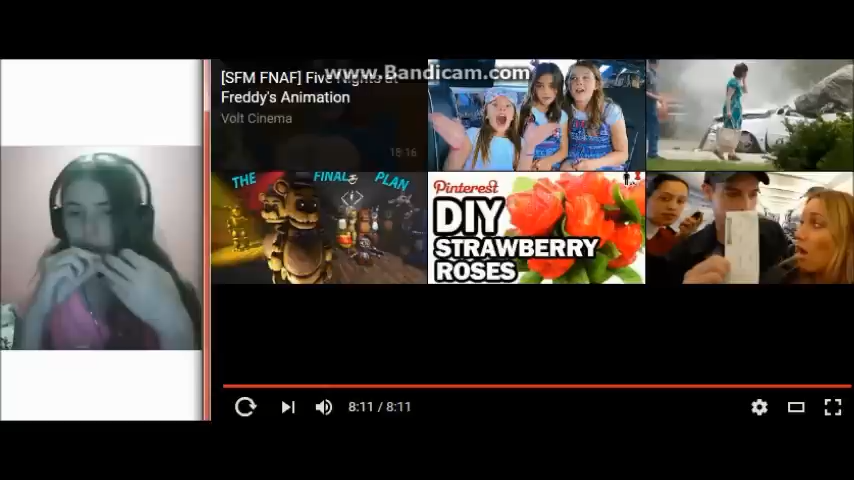 www.Bandicam.com
[SFM FNAF] Five Nights at
Freddy's Animation
Volt Cinema
15:16
THE FINAL PLAN
Pinterest
DIY
STRAWBERRY
ROSES
8:11 / 8:11